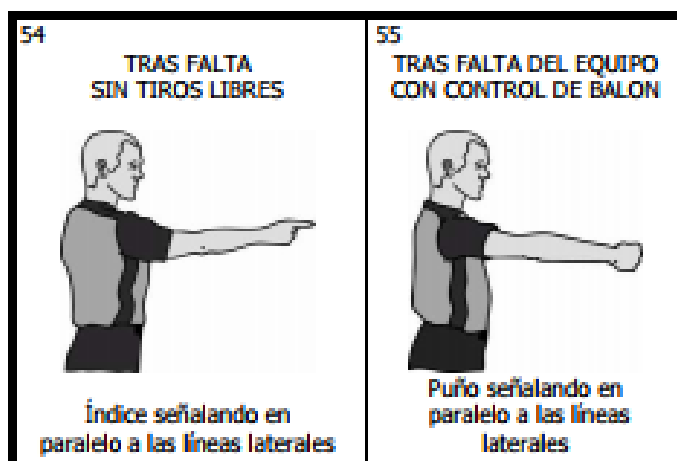 54
TRAS FALTA
SIN TIROS LIBRES
Índice señalando en
paralelo a las líneas laterales
55
TRAS FALTA DEL EQUIPO
CON CONTROL DE BALON
Puño señalando en
paralelo a las líneas
laterales